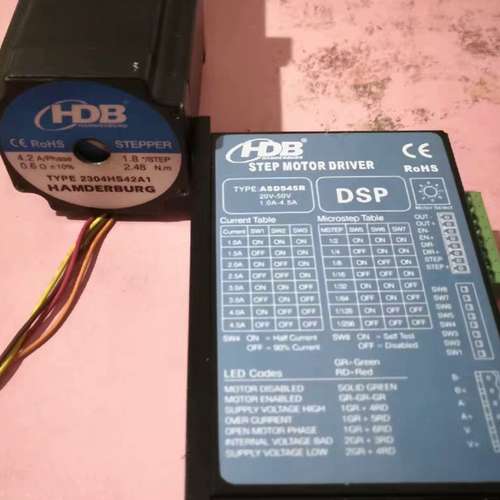 HDB
HAMDERBURG
CE RoHS STEPPER
4.2 A/Phase 1.8 °/STEP
0.6 Ω ±10% 2.48 N.m
TYPE 2304HS42A1
HAMDERBURG
HDB
HAMDERBURG
CE
RoHS
STEP MOTOR DRIVER
TYPE ASD545R
20V-50V
1.0A-4.5A
DSP
Motor Select
Current Table
Current SW1 SW2 SW3
1.0A ON ON ON
1.5A OFF ON ON
2.0A ON OFF ON
2.5A OFF OFF ON
3.0A ON ON OFF
3.5A OFF ON OFF
4.0A ON OFF OFF
4.5A OFF OFF OFF
Microstep Table
MSTEP SW5 SW6 SW7
1/2 ON ON ON
1/4 OFF ON ON
1/8 ON OFF ON
1/16 OFF OFF ON
1/32 ON ON OFF
1/64 OFF ON OFF
1/128 ON OFF OFF
1/256 OFF OFF OFF
SW4 ON = Half Current
OFF = 90% Current
SW8 ON = Self Test
OFF = Disabled
OUT -
OUT +
EN-
EN+
DIR -
DIR +
STEP -
STEP +
SW8
SW7
SW6
SW5
SW4
SW3
SW2
SW1
LED Codes
GR-Green
RD-Red
MOTOR DISABLED SOLID GREEN
MOTOR ENABLED GR-GR-GR
SUPPLY VOLTAGE HIGH 1GR + 4RD
OVER CURRENT 1GR + 5RD
OPEN MOTOR PHASE 1GR + 6RD
INTERNAL VOLTAGE BAD 2GR + 3RD
SUPPLY VOLTAGE LOW 2GR + 4RD
B-
B+
A-
A+
V-
V+